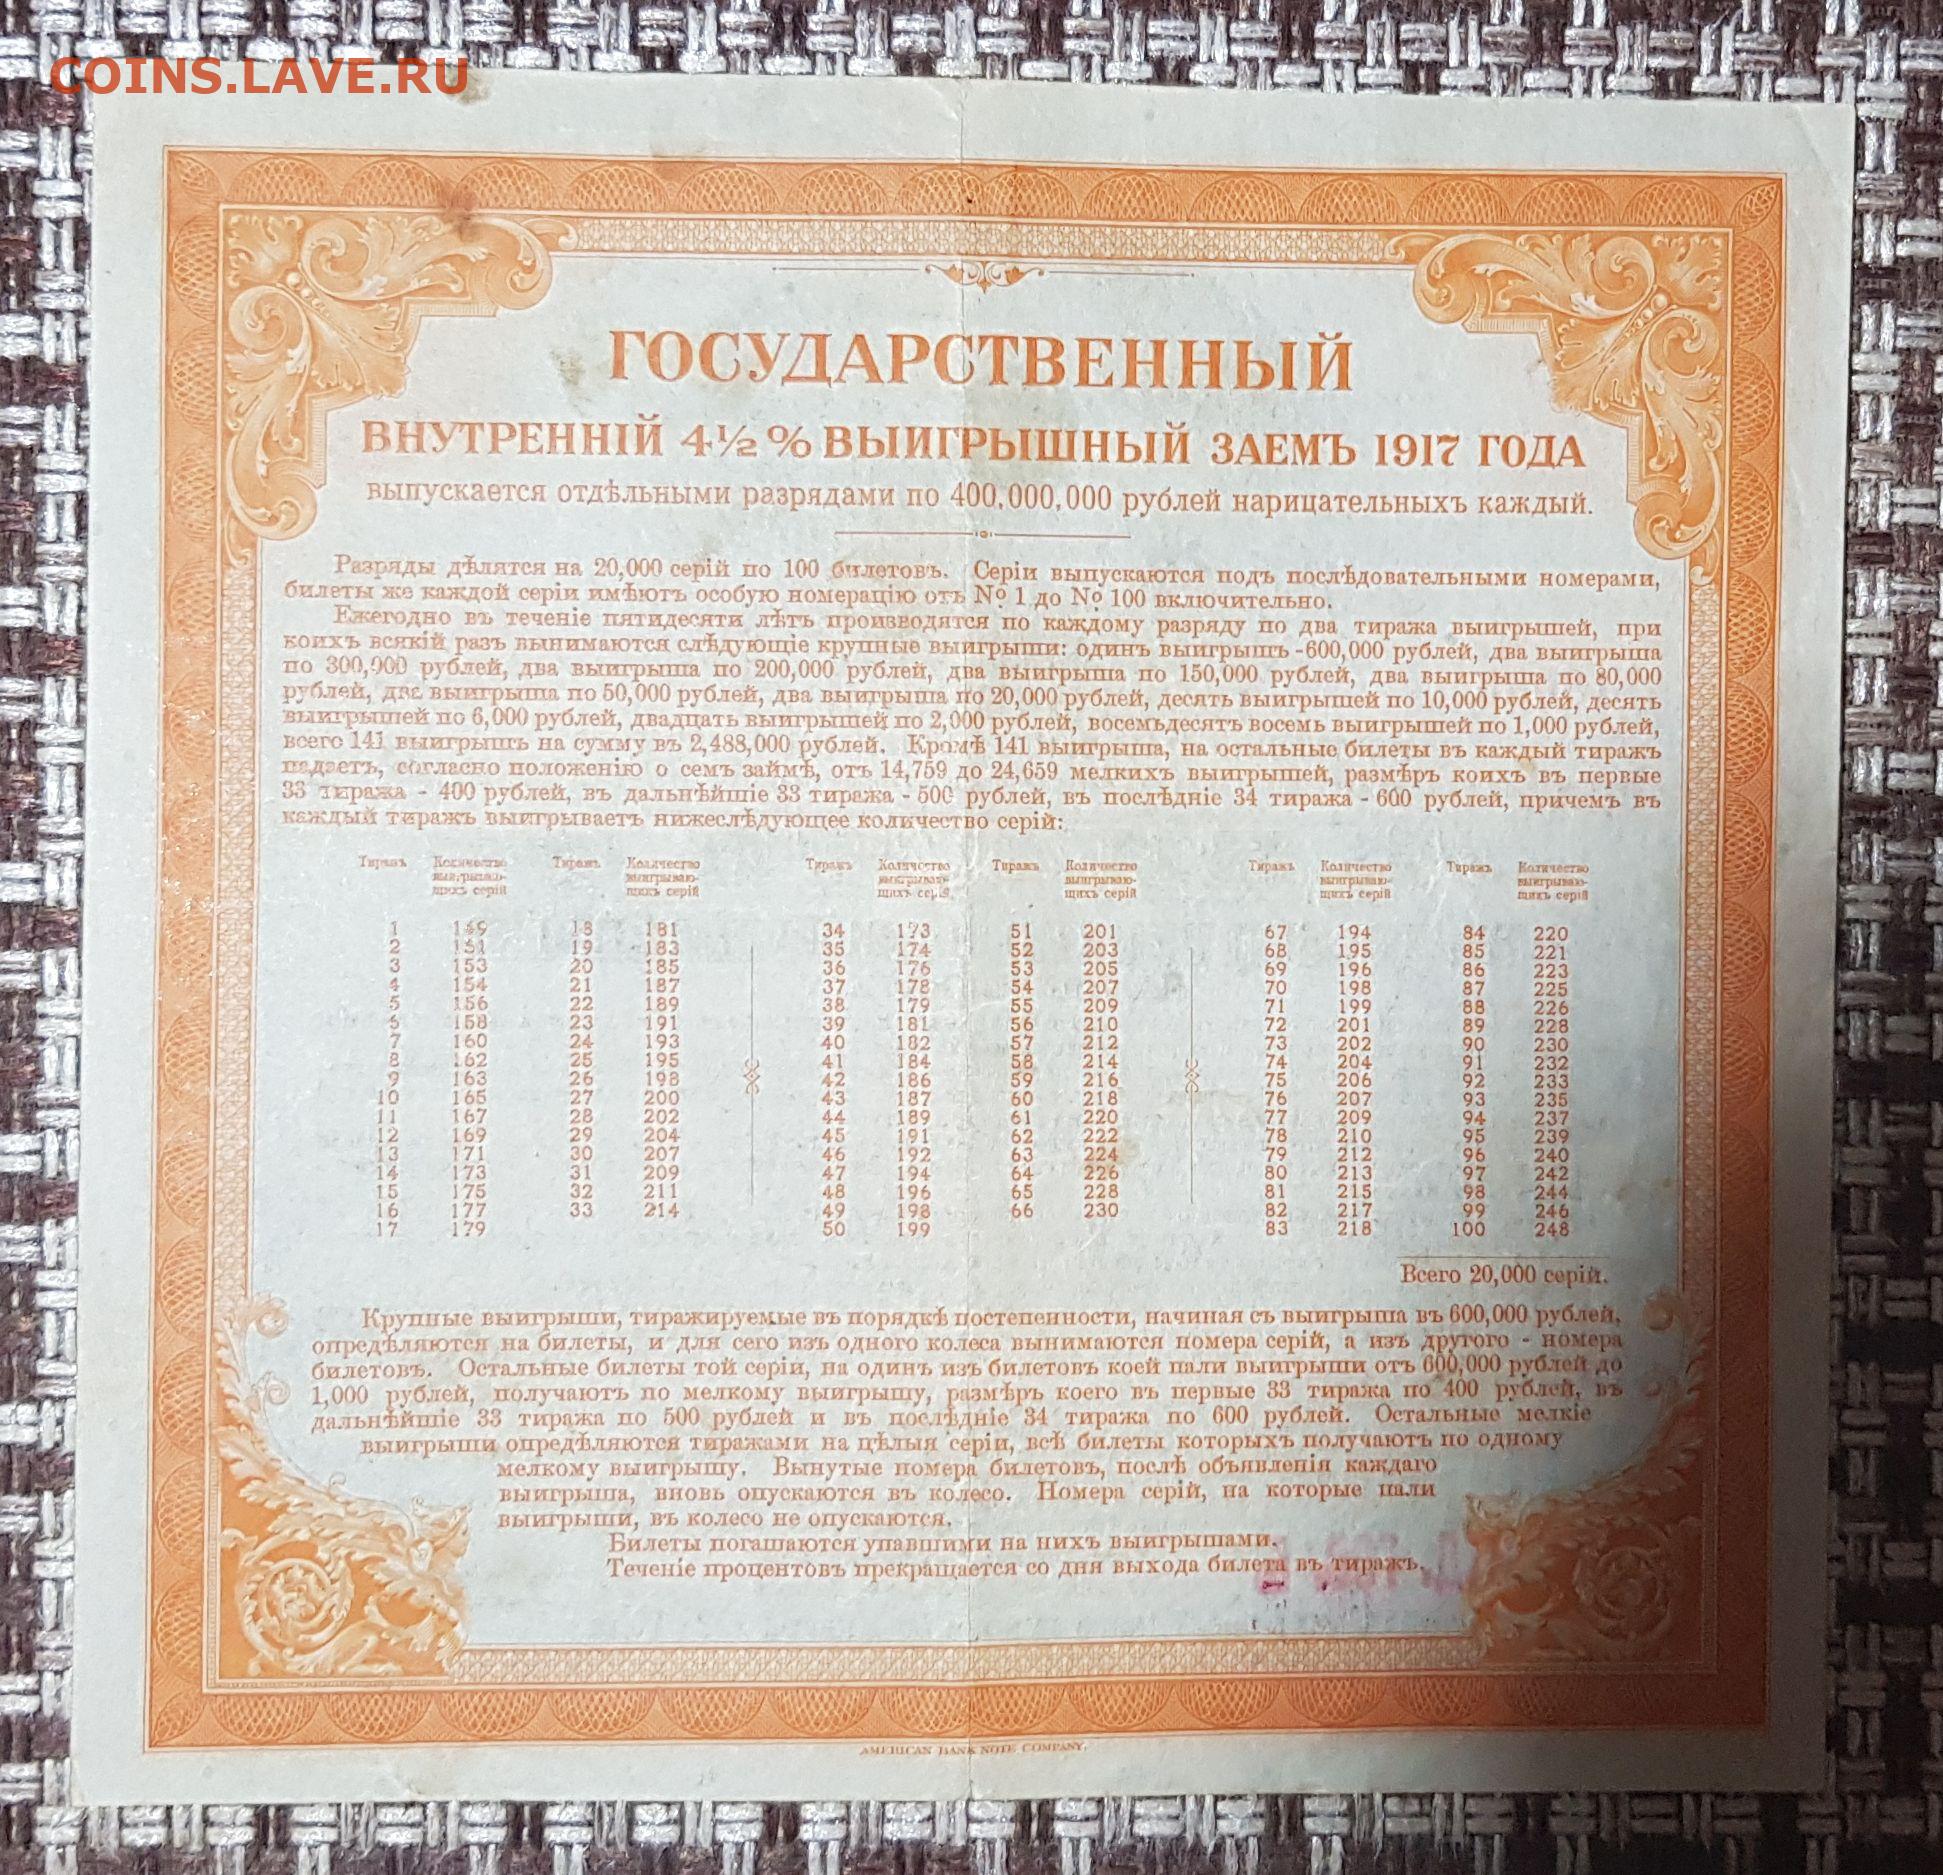 COINS.LAVE.RU
ГОСУДАРСТВЕННЫЙ
ВНУТРЕННІЙ 4½% ВЫИГРЫШНЫЙ ЗАЕМЪ 1917 ГОДА
выпускается отдѣльными разрядами по 400,000,000 рублей нарицательныхъ каждый.
Разряды дѣлятся на 20,000 серій по 100 билетовъ. Серіи выпускаются подъ послѣдовательными номерами,
билеты же каждой серіи имѣютъ особую номерацію отъ № 1 до № 100 включительно.
Ежегодно въ теченіе пятидесяти лѣтъ производятся по каждому разряду по два тиража выигрышей, при
коихъ всякій разъ вынимаются слѣдующіе крупные выигрыши: одинъ выигрышъ -600,000 рублей, два выигрыша
по 300,000 рублей, два выигрыша по 200,000 рублей, два выигрыша по 150,000 рублей, два выигрыша по 80,000
рублей, два выигрыша по 50,000 рублей, два выигрыша по 20,000 рублей, десять выигрышей по 10,000 рублей, десять
выигрышей по 6,000 рублей, двадцать выигрышей по 2,000 рублей, восемьдесятъ восемь выигрышей по 1,000 рублей,
всего 141 выигрышъ на сумму въ 2,488,000 рублей. Кромѣ 141 выигрыша, на остальные билеты въ каждый тиражъ
падаетъ, согласно положенію о семъ займѣ, отъ 14,759 до 24,659 мелкихъ выигрышей, размѣръ коихъ въ первые
33 тиража - 400 рублей, въ дальнѣйшіе 33 тиража - 500 рублей, въ послѣдніе 34 тиража - 600 рублей, причемъ въ
каждый тиражъ выигрываетъ нижеслѣдующее количество серій:
Тиражъ Количество Тиражъ Количество Тиражъ Количество Тиражъ Количество Тиражъ Количество Тиражъ Количество
выигрываю- выигрываю- выигрываю- выигрываю- выигрываю- выигрываю-
щихъ серій щихъ серій щихъ серій щихъ серій щихъ серій щихъ серій
1 149 18 181 34 173 51 201 67 194 84 220
2 151 19 183 35 174 52 203 68 195 85 221
3 153 20 185 36 176 53 205 69 196 86 223
4 154 21 187 37 178 54 207 70 198 87 225
5 156 22 189 38 179 55 209 71 199 88 226
6 158 23 191 39 181 56 210 72 201 89 228
7 160 24 193 40 182 57 212 73 202 90 230
8 162 25 195 41 184 58 214 74 204 91 232
9 163 26 198 42 186 59 216 75 206 92 233
10 165 27 200 43 187 60 218 76 207 93 235
11 167 28 202 44 189 61 220 77 209 94 237
12 169 29 204 45 191 62 222 78 210 95 239
13 171 30 207 46 192 63 224 79 212 96 240
14 173 31 209 47 194 64 226 80 213 97 242
15 175 32 211 48 196 65 228 81 215 98 244
16 177 33 214 49 198 66 230 82 217 99 246
17 179 50 199 83 218 100 248
Всего 20,000 серій.
Крупные выигрыши, тиражируемые въ порядкѣ постепенности, начиная съ выигрыша въ 600,000 рублей,
опредѣляются на билеты, и для сего изъ одного колеса вынимаются номера серій, а изъ другого - номера
билетовъ. Остальные билеты той серіи, на одинъ изъ билетовъ коей пали выигрыши отъ 600,000 рублей до
1,000 рублей, получаютъ по мелкому выигрышу, размѣръ коего въ первые 33 тиража по 400 рублей, въ
дальнѣйшіе 33 тиража по 500 рублей и въ послѣдніе 34 тиража по 600 рублей. Остальные мелкіе
выигрыши опредѣляются тиражами на цѣлыя серіи, всѣ билеты которыхъ получаютъ по одному
мелкому выигрышу. Вынутые номера билетовъ, послѣ объявленія каждаго
выигрыша, вновь опускаются въ колесо. Номера серій, на которые пали
выигрыши, въ колесо не опускаются.
Билеты погашаются упавшими на нихъ выигрышами.
Теченіе процентовъ прекращается со дня выхода билета въ тиражъ.
AMERICAN BANK NOTE COMPANY.